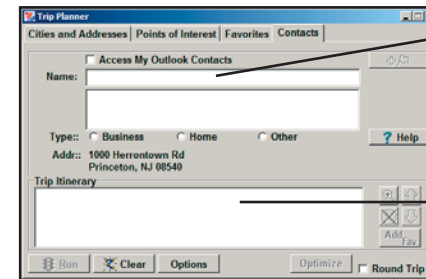 Trip Planner
Cities and Addresses Points of Interest Favorites Contacts
Access My Outlook Contacts
Name:
Type:: Business Home Other
? Help
Addr:: 1000 Herrontown Rd
Princeton, NJ 08540
Trip Itinerary
Add Fav
Run Clear Options Optimize Round Trip